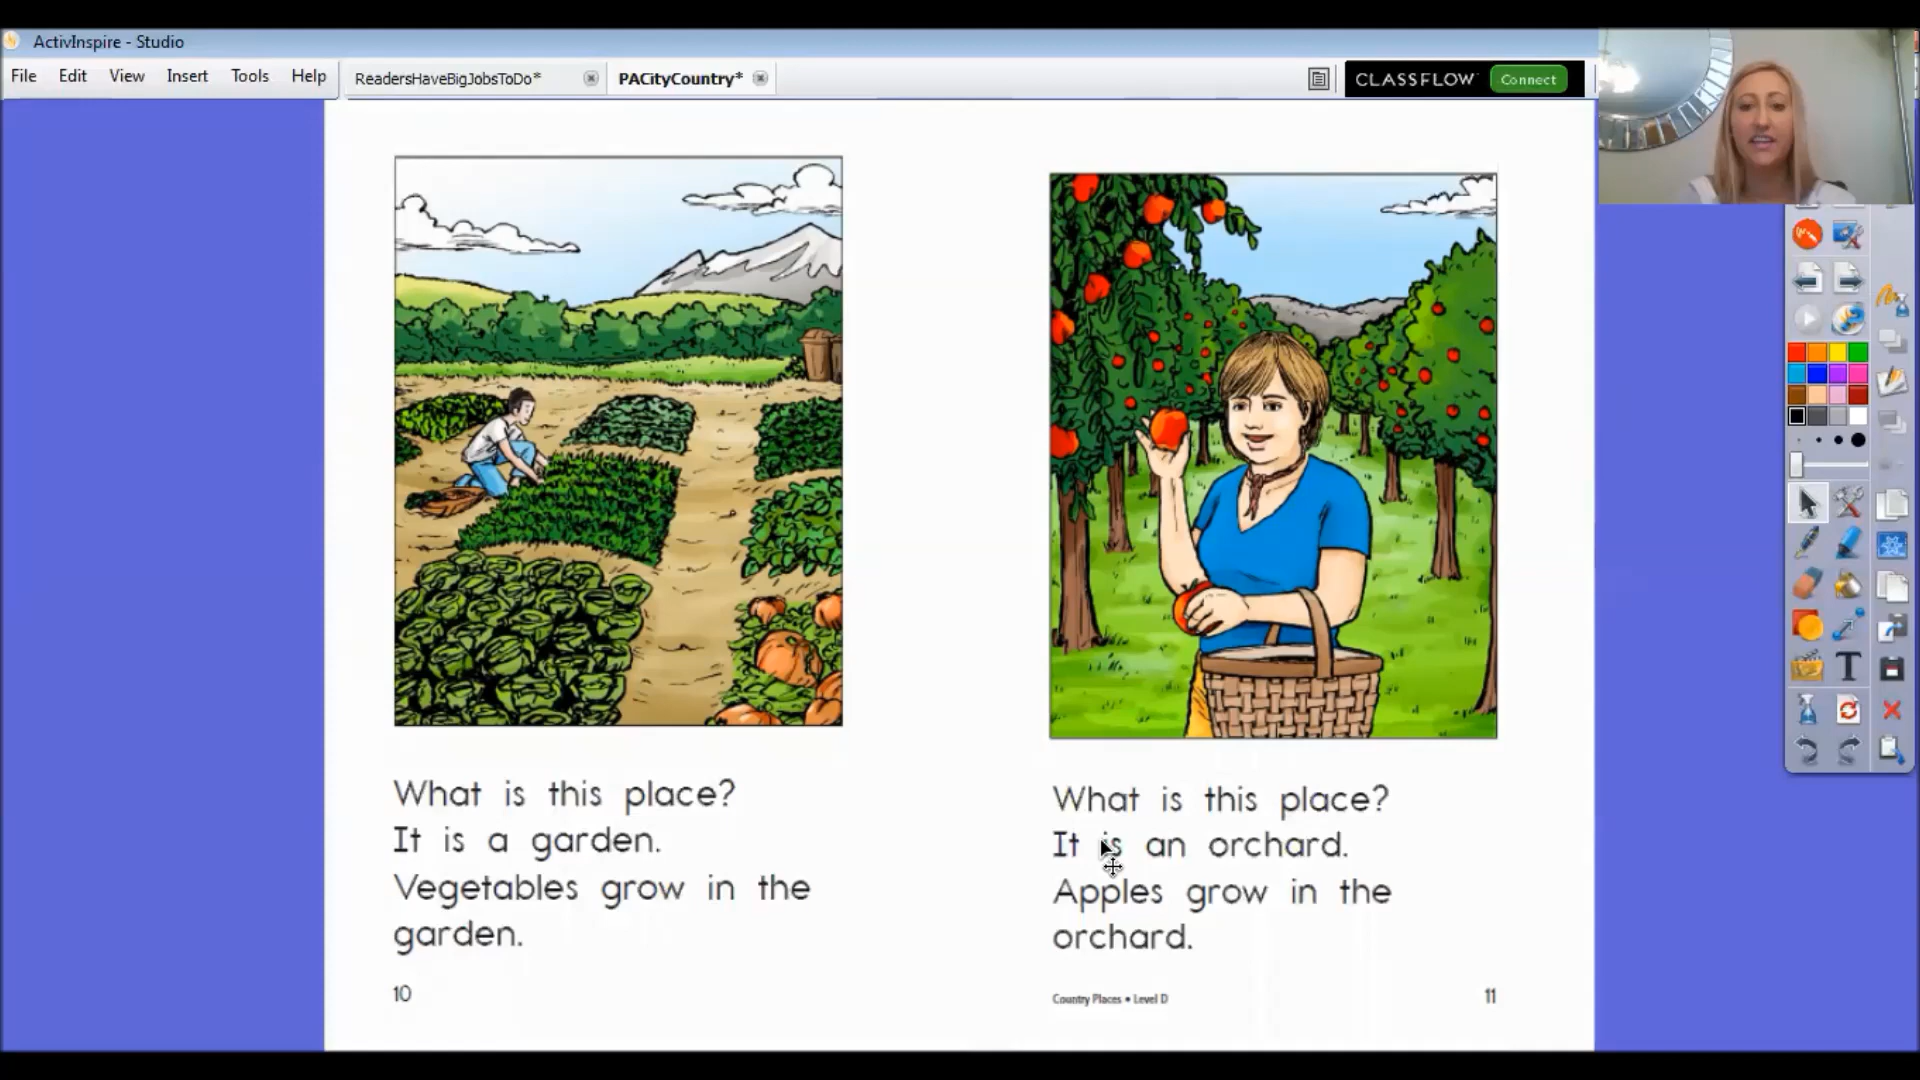 ActivInspire - Studio
File Edit View Insert Tools Help
ReadersHaveBigJobsToDo*
PACityCountry*
CLASSFLOW
Connect
What is this place?
It is a garden.
Vegetables grow in the
garden.
10
What is this place?
It is an orchard.
Apples grow in the
orchard.
Country Places • Level D
11